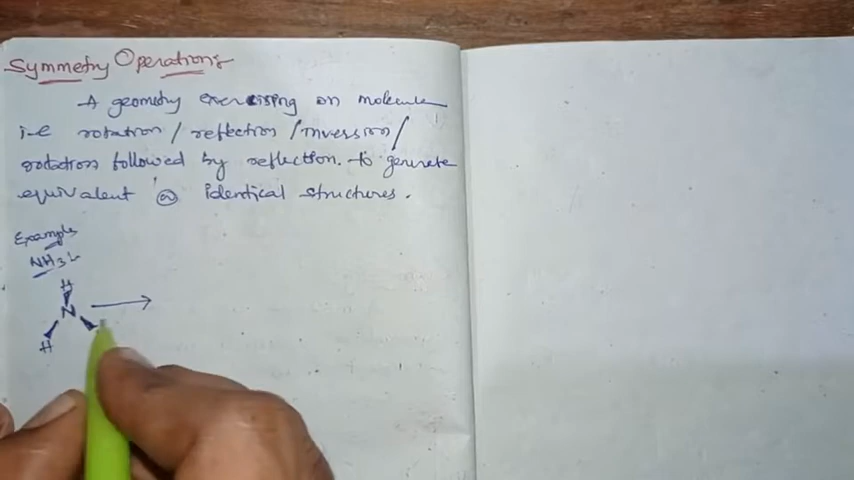 Symmetry Operations
A geometry exercising on molecule
i.e rotation / reflection / inversion /
rotation followed by reflection. to generate
equivalent or identical structures.
Example
NH3
H
N
H